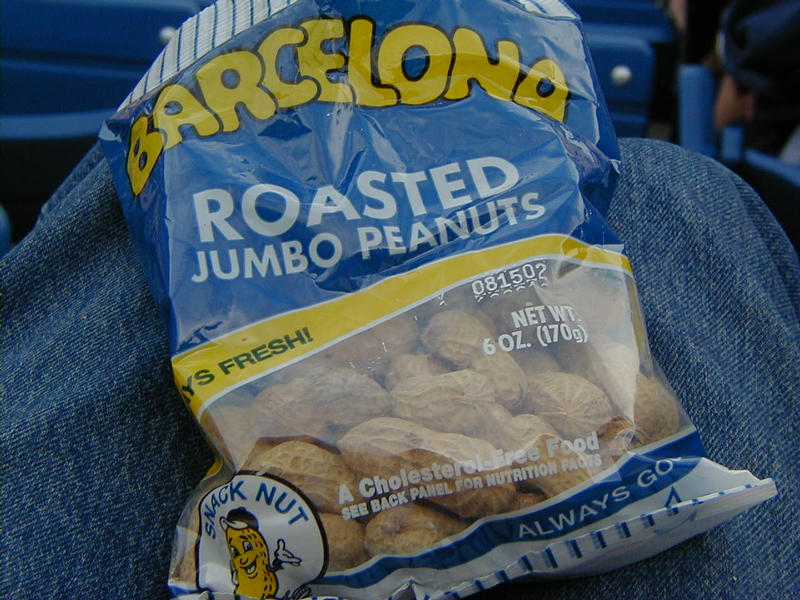 BARCELONA
ROASTED
JUMBO PEANUTS
YS FRESH!
081502
NET WT.
6 OZ. (170g)
A Cholesterol-Free Food
SEE BACK PANEL FOR NUTRITION FACTS
SNACK NUT
ALWAYS GO